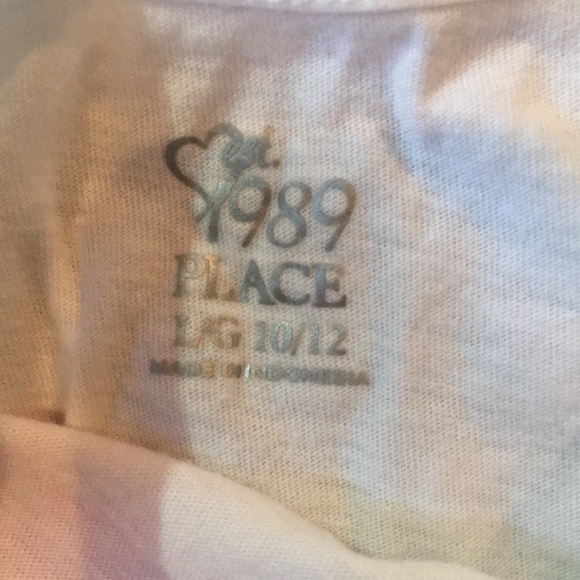 est.
1989
PLACE
L/G 10/12
MADE IN INDONESIA